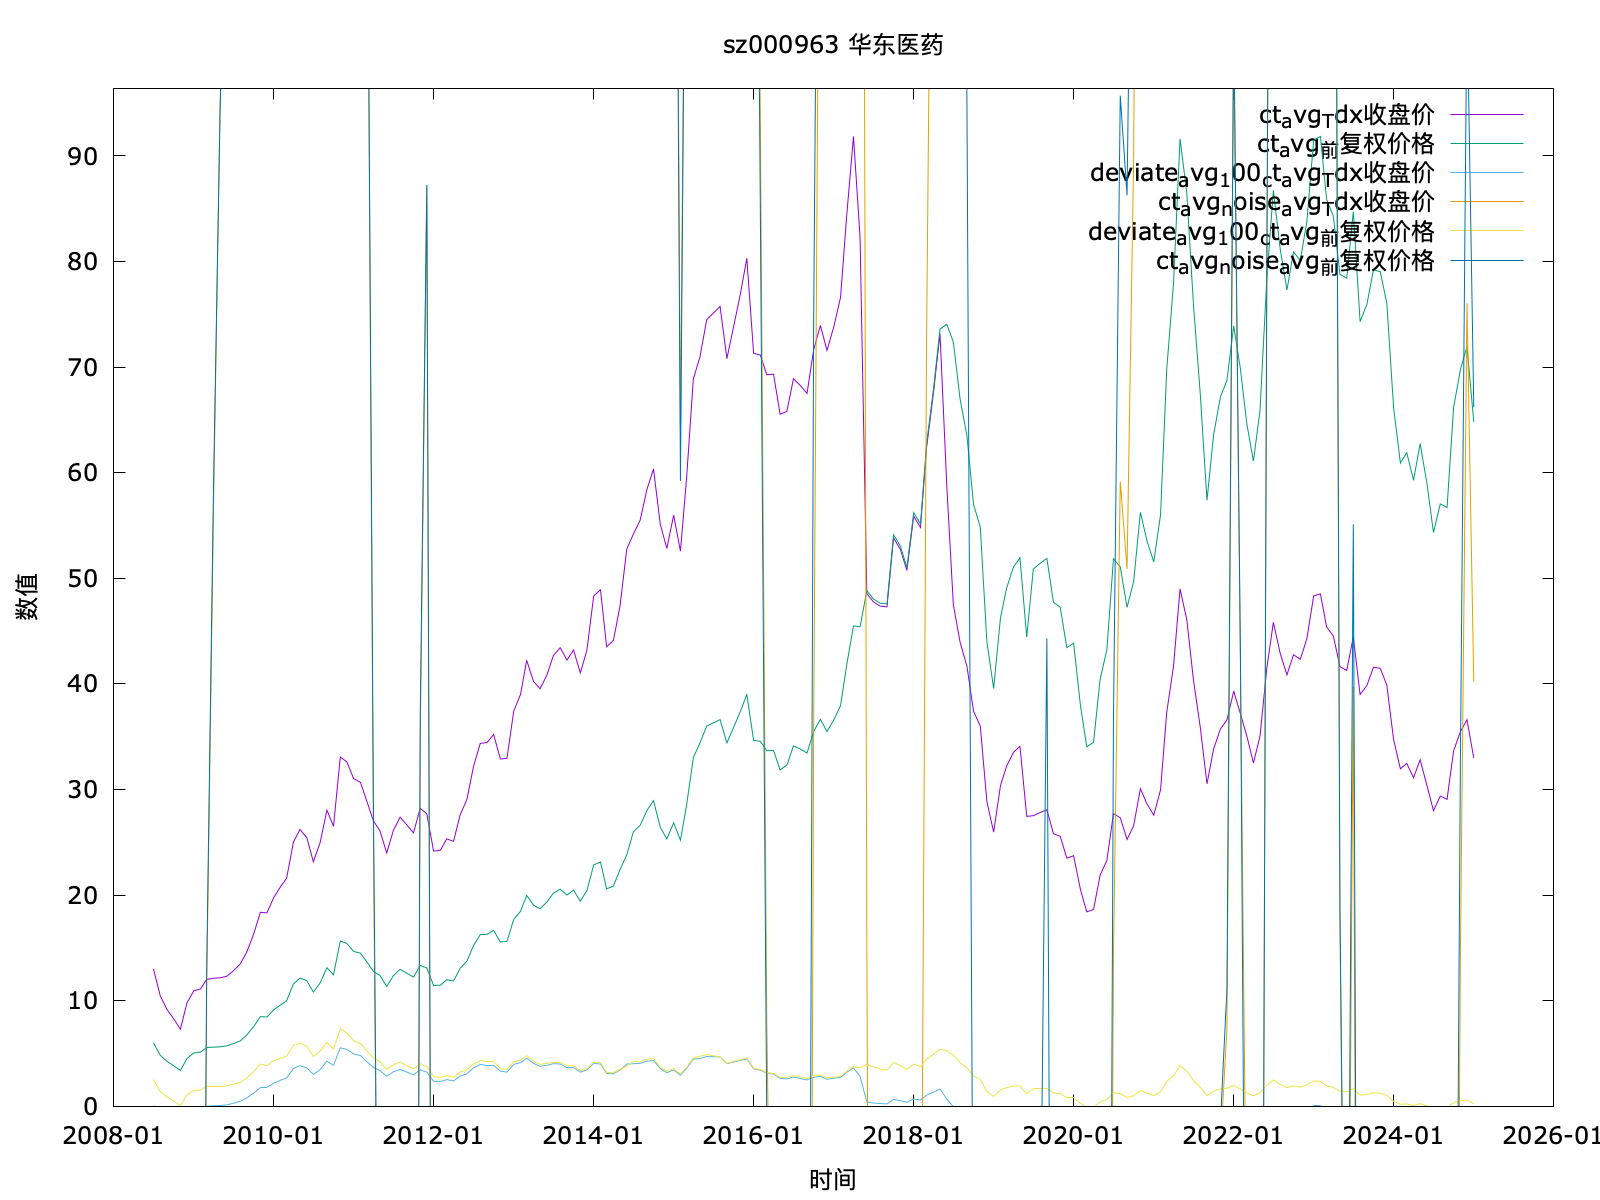 sz000963 华东医药
ct_avg_Tdx收盘价
ct_avg_前复权价格
deviate_avg_100_ct_avg_Tdx收盘价
ct_avg_noise_avg_Tdx收盘价
deviate_avg_100_ct_avg_前复权价格
ct_avg_noise_avg_前复权价格
90
80
70
60
50
40
30
20
10
0
数值
2008-01 2010-01 2012-01 2014-01 2016-01 2018-01 2020-01 2022-01 2024-01 2026-01
时间